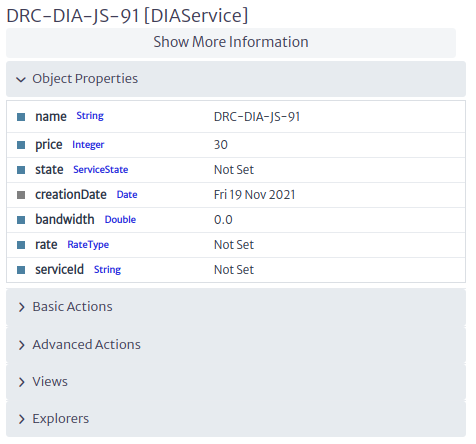 DRC-DIA-JS-91 [DIAService]
Show More Information
Object Properties
name String DRC-DIA-JS-91
price Integer 30
state ServiceState Not Set
creationDate Date Fri 19 Nov 2021
bandwidth Double 0.0
rate RateType Not Set
serviceId String Not Set
Basic Actions
Advanced Actions
Views
Explorers